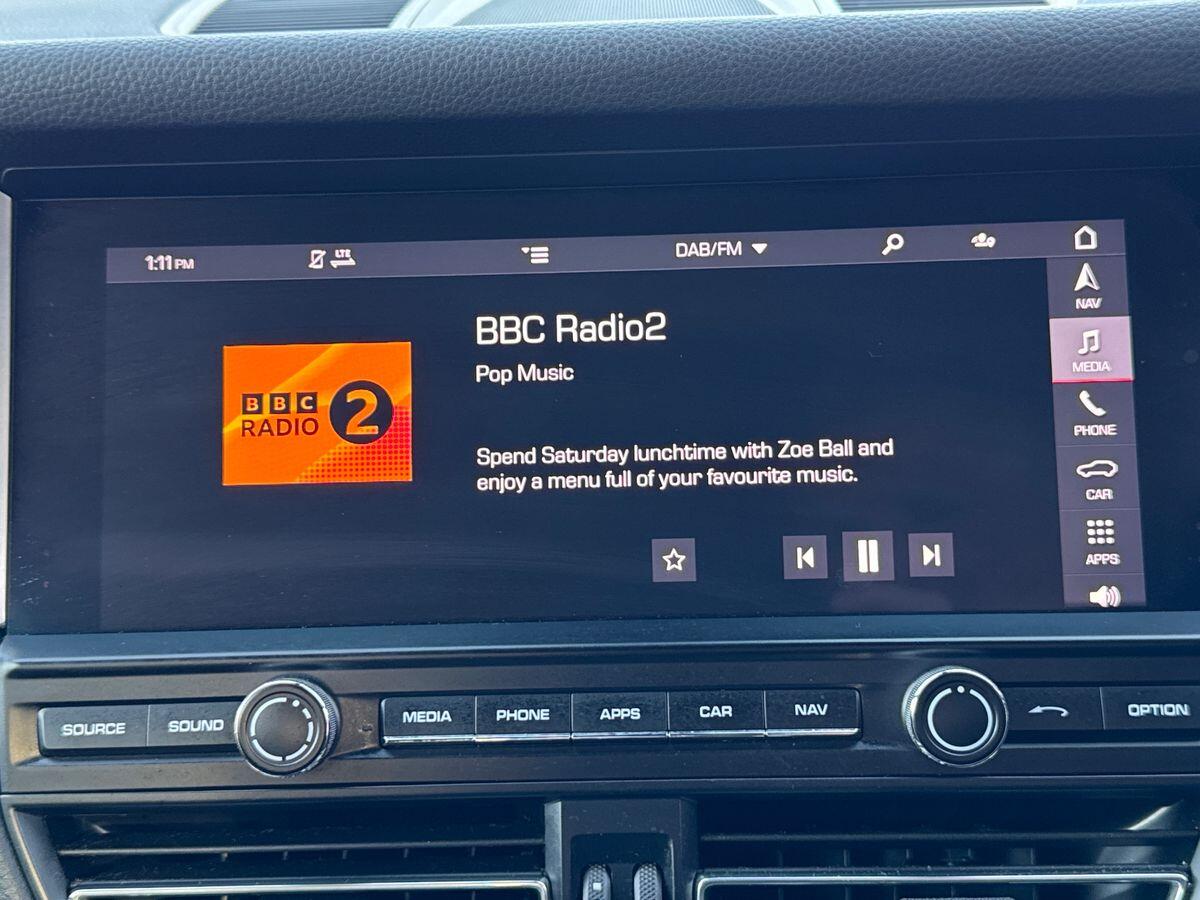 1:11 PM
LTE
DAB/FM
NAV
BBC Radio2
Pop Music
BBC
RADIO
2
MEDIA
PHONE
Spend Saturday lunchtime with Zoe Ball and
enjoy a menu full of your favourite music.
CAR
APPS
SOURCE SOUND MEDIA PHONE APPS CAR NAV OPTION